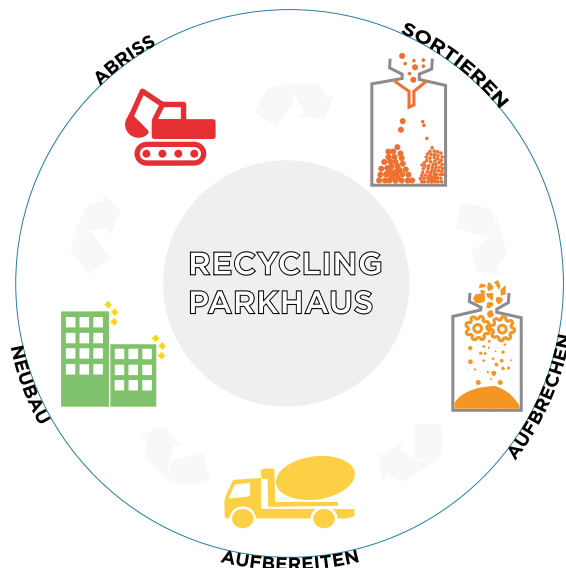 ABRISS
SORTIEREN
RECYCLING
PARKHAUS
NEUBAU
AUFBRECHEN
AUFBEREITEN